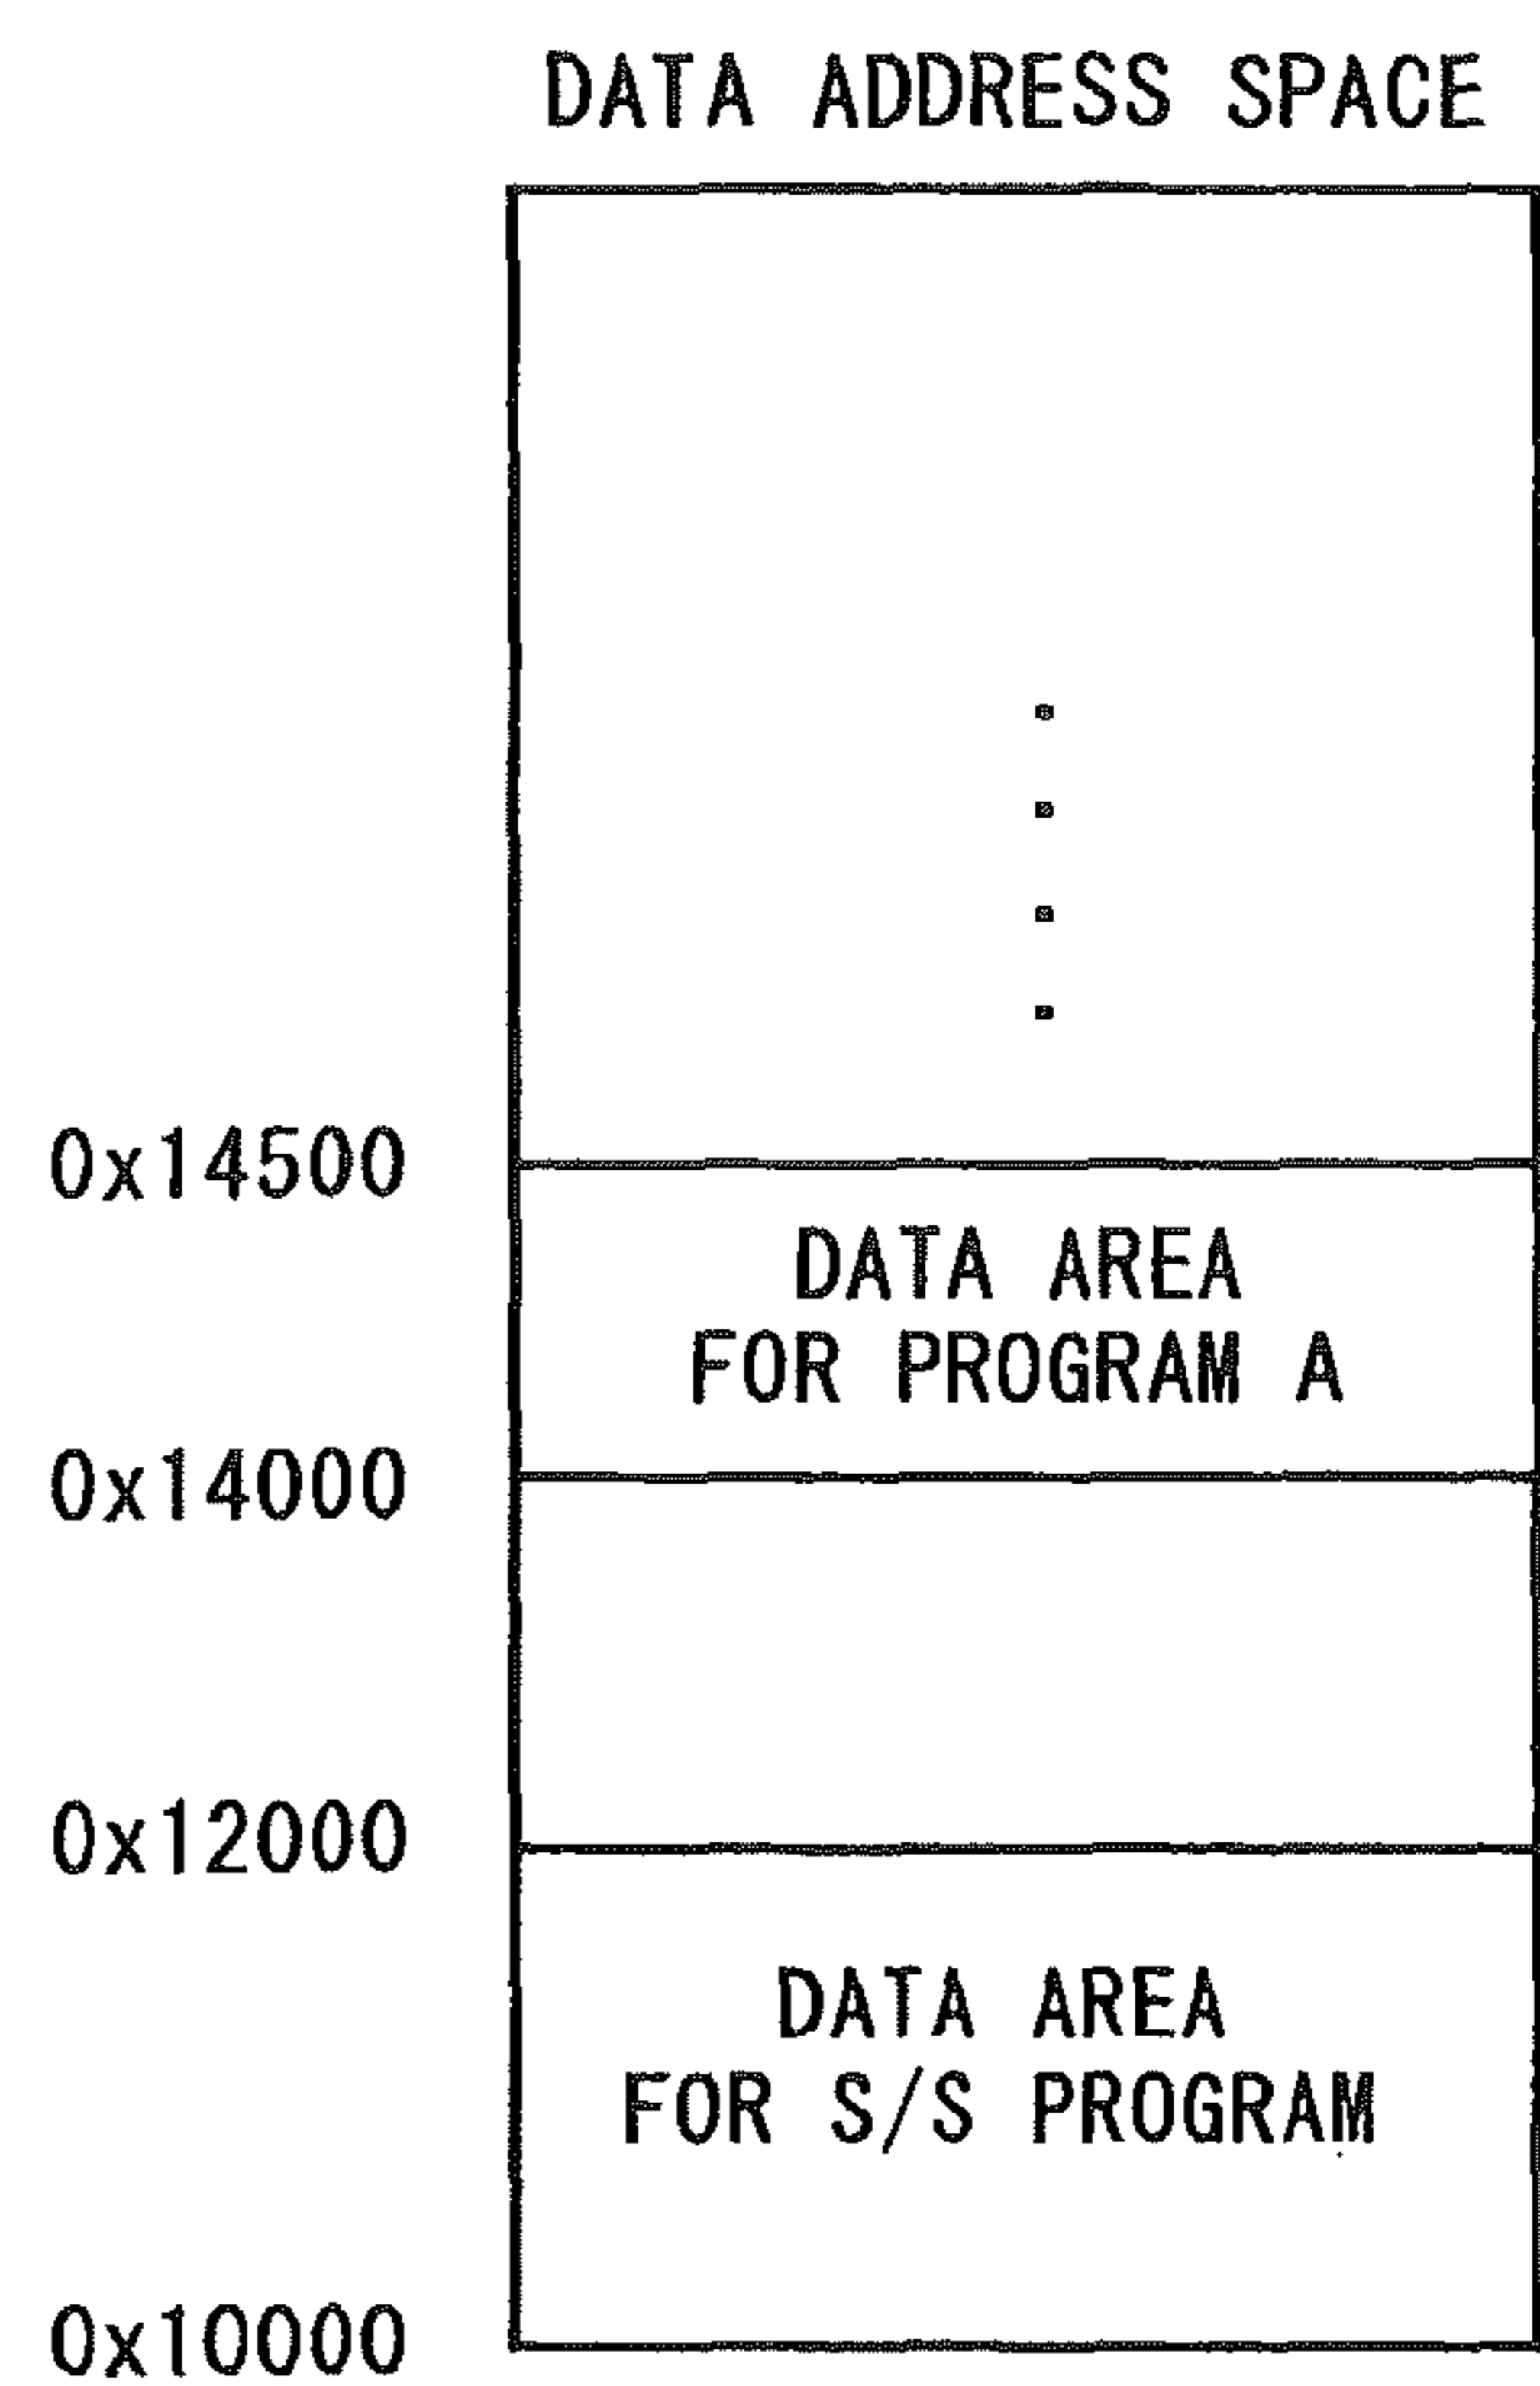 DATA ADDRESS SPACE
0x14500
DATA AREA
FOR PROGRAM A
0x14000
0x12000
DATA AREA
FOR S/S PROGRAM
0x10000